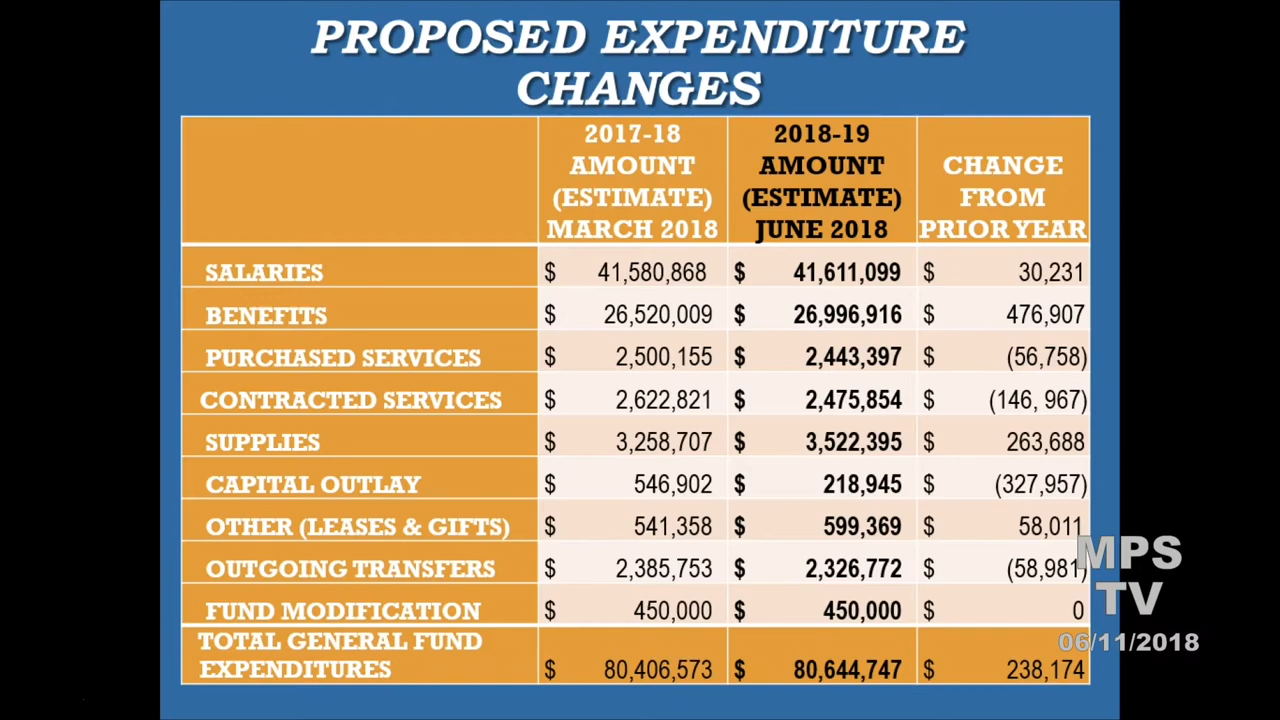 PROPOSED EXPENDITURE
CHANGES
2017-18 AMOUNT (ESTIMATE) MARCH 2018
2018-19 AMOUNT (ESTIMATE) JUNE 2018
CHANGE FROM PRIOR YEAR
SALARIES $ 41,580,868 $ 41,611,099 $ 30,231
BENEFITS $ 26,520,009 $ 26,996,916 $ 476,907
PURCHASED SERVICES $ 2,500,155 $ 2,443,397 $ (56,758)
CONTRACTED SERVICES $ 2,622,821 $ 2,475,854 $ (146, 967)
SUPPLIES $ 3,258,707 $ 3,522,395 $ 263,688
CAPITAL OUTLAY $ 546,902 $ 218,945 $ (327,957)
OTHER (LEASES & GIFTS) $ 541,358 $ 599,369 $ 58,011
OUTGOING TRANSFERS $ 2,385,753 $ 2,326,772 $ (58,981)
FUND MODIFICATION $ 450,000 $ 450,000 $ 0
TOTAL GENERAL FUND
EXPENDITURES $ 80,406,573 $ 80,644,747 $ 238,174
MPS
TV
06/11/2018